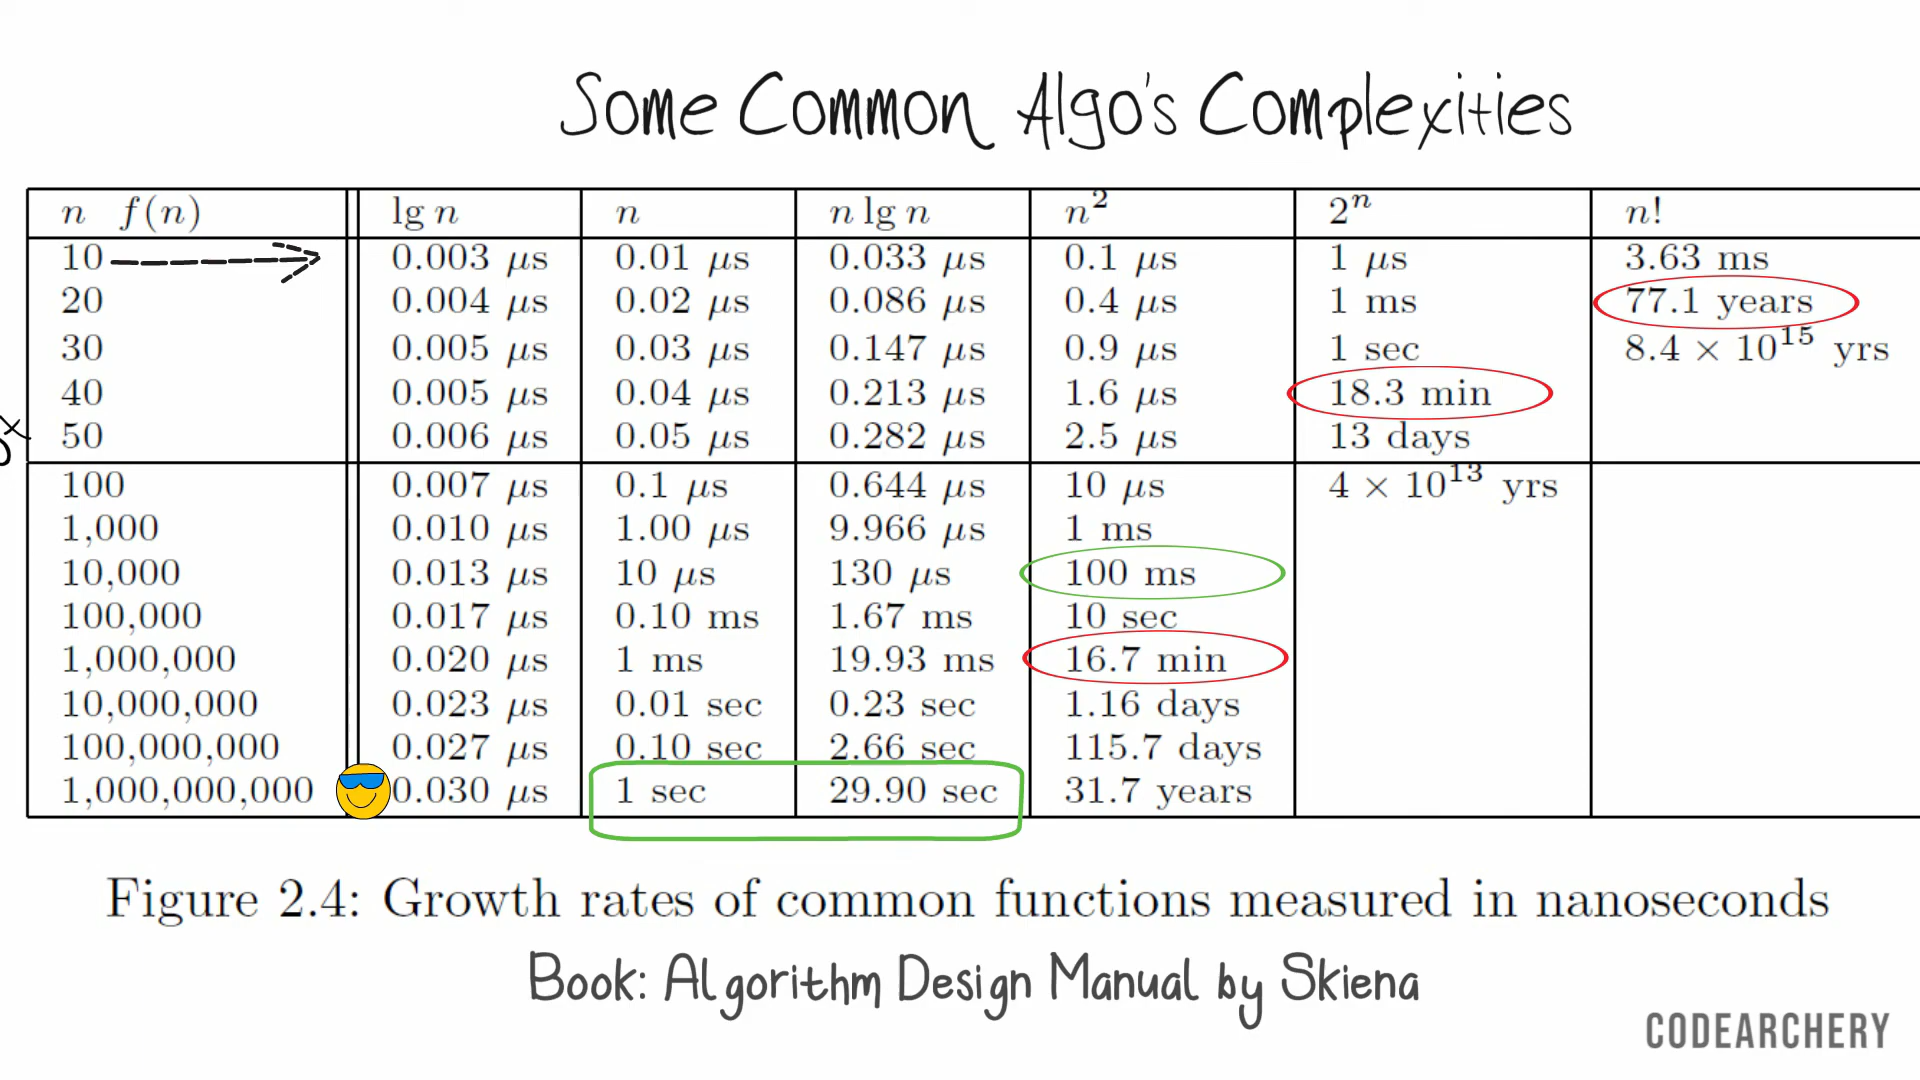 Some Common Algo's Complexities
n f(n) lg n n n lg n n² 2ⁿ n!
10 0.003 μs 0.01 μs 0.033 μs 0.1 μs 1 μs 3.63 ms
20 0.004 μs 0.02 μs 0.086 μs 0.4 μs 1 ms 77.1 years
30 0.005 μs 0.03 μs 0.147 μs 0.9 μs 1 sec 8.4 × 10¹⁵ yrs
40 0.005 μs 0.04 μs 0.213 μs 1.6 μs 18.3 min
50 0.006 μs 0.05 μs 0.282 μs 2.5 μs 13 days
100 0.007 μs 0.1 μs 0.644 μs 10 μs 4 × 10¹³ yrs
1,000 0.010 μs 1.00 μs 9.966 μs 1 ms
10,000 0.013 μs 10 μs 130 μs 100 ms
100,000 0.017 μs 0.10 ms 1.67 ms 10 sec
1,000,000 0.020 μs 1 ms 19.93 ms 16.7 min
10,000,000 0.023 μs 0.01 sec 0.23 sec 1.16 days
100,000,000 0.027 μs 0.10 sec 2.66 sec 115.7 days
1,000,000,000 0.030 μs 1 sec 29.90 sec 31.7 years
Figure 2.4: Growth rates of common functions measured in nanoseconds
Book: Algorithm Design Manual by Skiena
CODEARCHERY